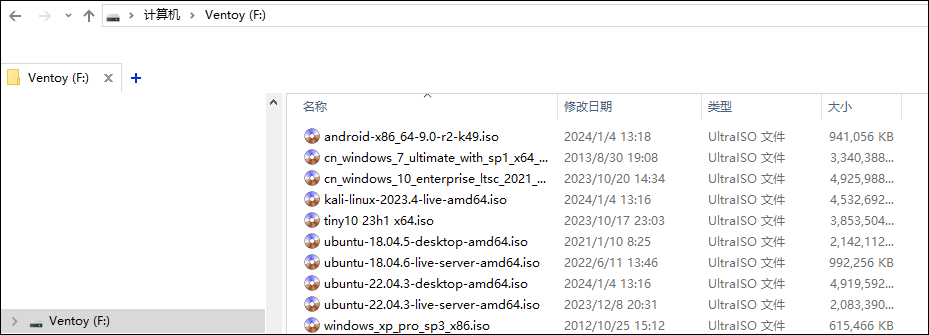 计算机 > Ventoy (F:)
Ventoy (F:)
名称 修改日期 类型 大小
android-x86_64-9.0-r2-k49.iso 2024/1/4 13:18 UltraISO 文件 941,056 KB
cn_windows_7_ultimate_with_sp1_x64_... 2013/8/30 19:08 UltraISO 文件 3,340,388...
cn_windows_10_enterprise_ltsc_2021_... 2023/10/20 14:34 UltraISO 文件 4,925,988...
kali-linux-2023.4-live-amd64.iso 2024/1/4 13:16 UltraISO 文件 4,532,692...
tiny10 23h1 x64.iso 2023/10/17 23:03 UltraISO 文件 3,853,504...
ubuntu-18.04.5-desktop-amd64.iso 2021/1/10 8:25 UltraISO 文件 2,142,112...
ubuntu-18.04.6-live-server-amd64.iso 2022/6/11 13:46 UltraISO 文件 992,256 KB
ubuntu-22.04.3-desktop-amd64.iso 2024/1/4 13:16 UltraISO 文件 4,919,592...
ubuntu-22.04.3-live-server-amd64.iso 2023/12/8 20:31 UltraISO 文件 2,083,390...
windows_xp_pro_sp3_x86.iso 2012/10/25 15:12 UltraISO 文件 615,466 KB
Ventoy (F:)